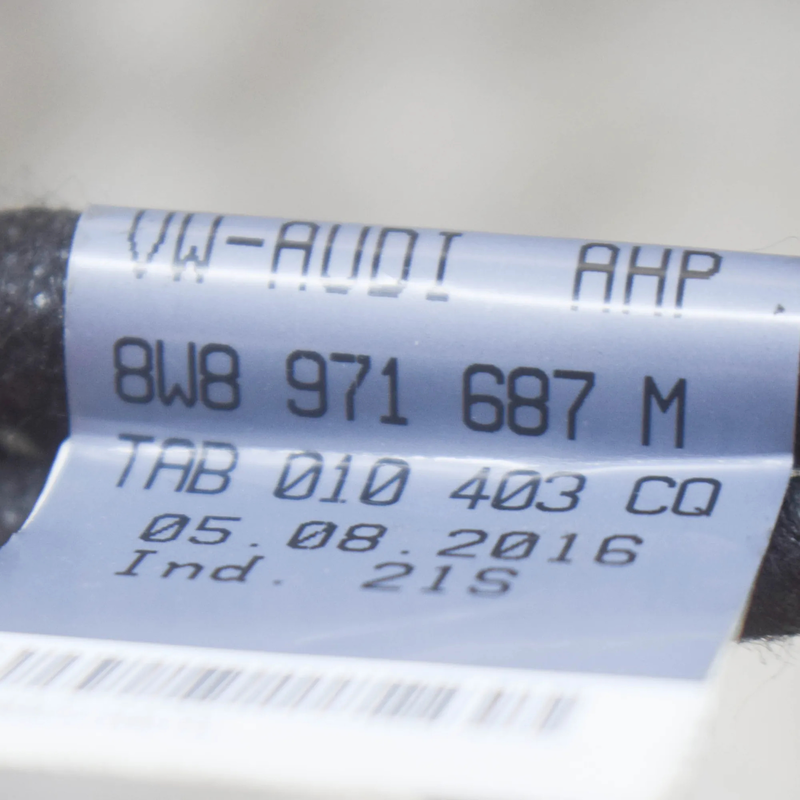 VW-AUDI AHP
8W8 971 687 M
TAB 010 403 CQ
05.08.2016
Ind. 21S